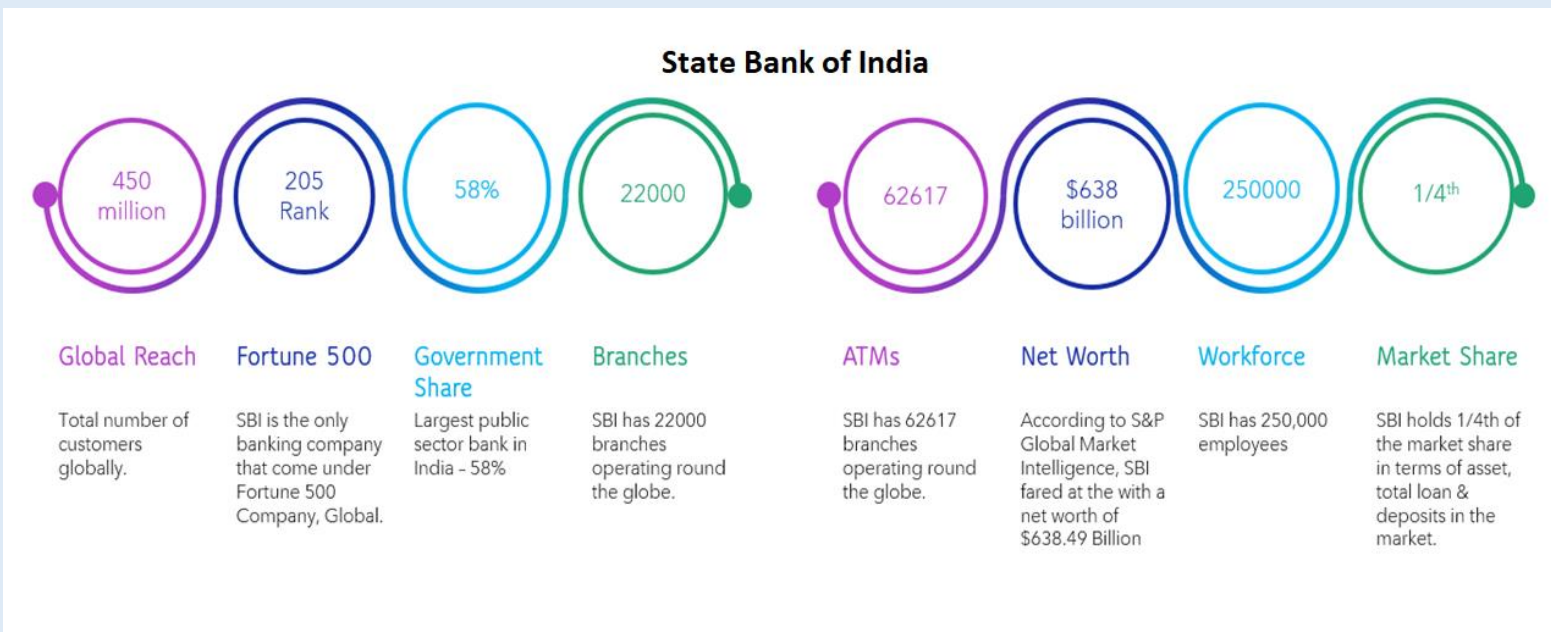 State Bank of India
450
million
205
Rank
58%
22000
62617
$638
billion
250000
1/4th
Global Reach
Total number of
customers
globally.
Fortune 500
SBI is the only
banking company
that come under
Fortune 500
Company, Global.
Government
Share
Largest public
sector bank in
India - 58%
Branches
SBI has 22000
branches
operating round
the globe.
ATMs
SBI has 62617
branches
operating round
the globe.
Net Worth
According to S&P
Global Market
Intelligence, SBI
fared at the with a
net worth of
$638.49 Billion
Workforce
SBI has 250,000
employees
Market Share
SBI holds 1/4th of
the market share
in terms of asset,
total loan &
deposits in the
market.